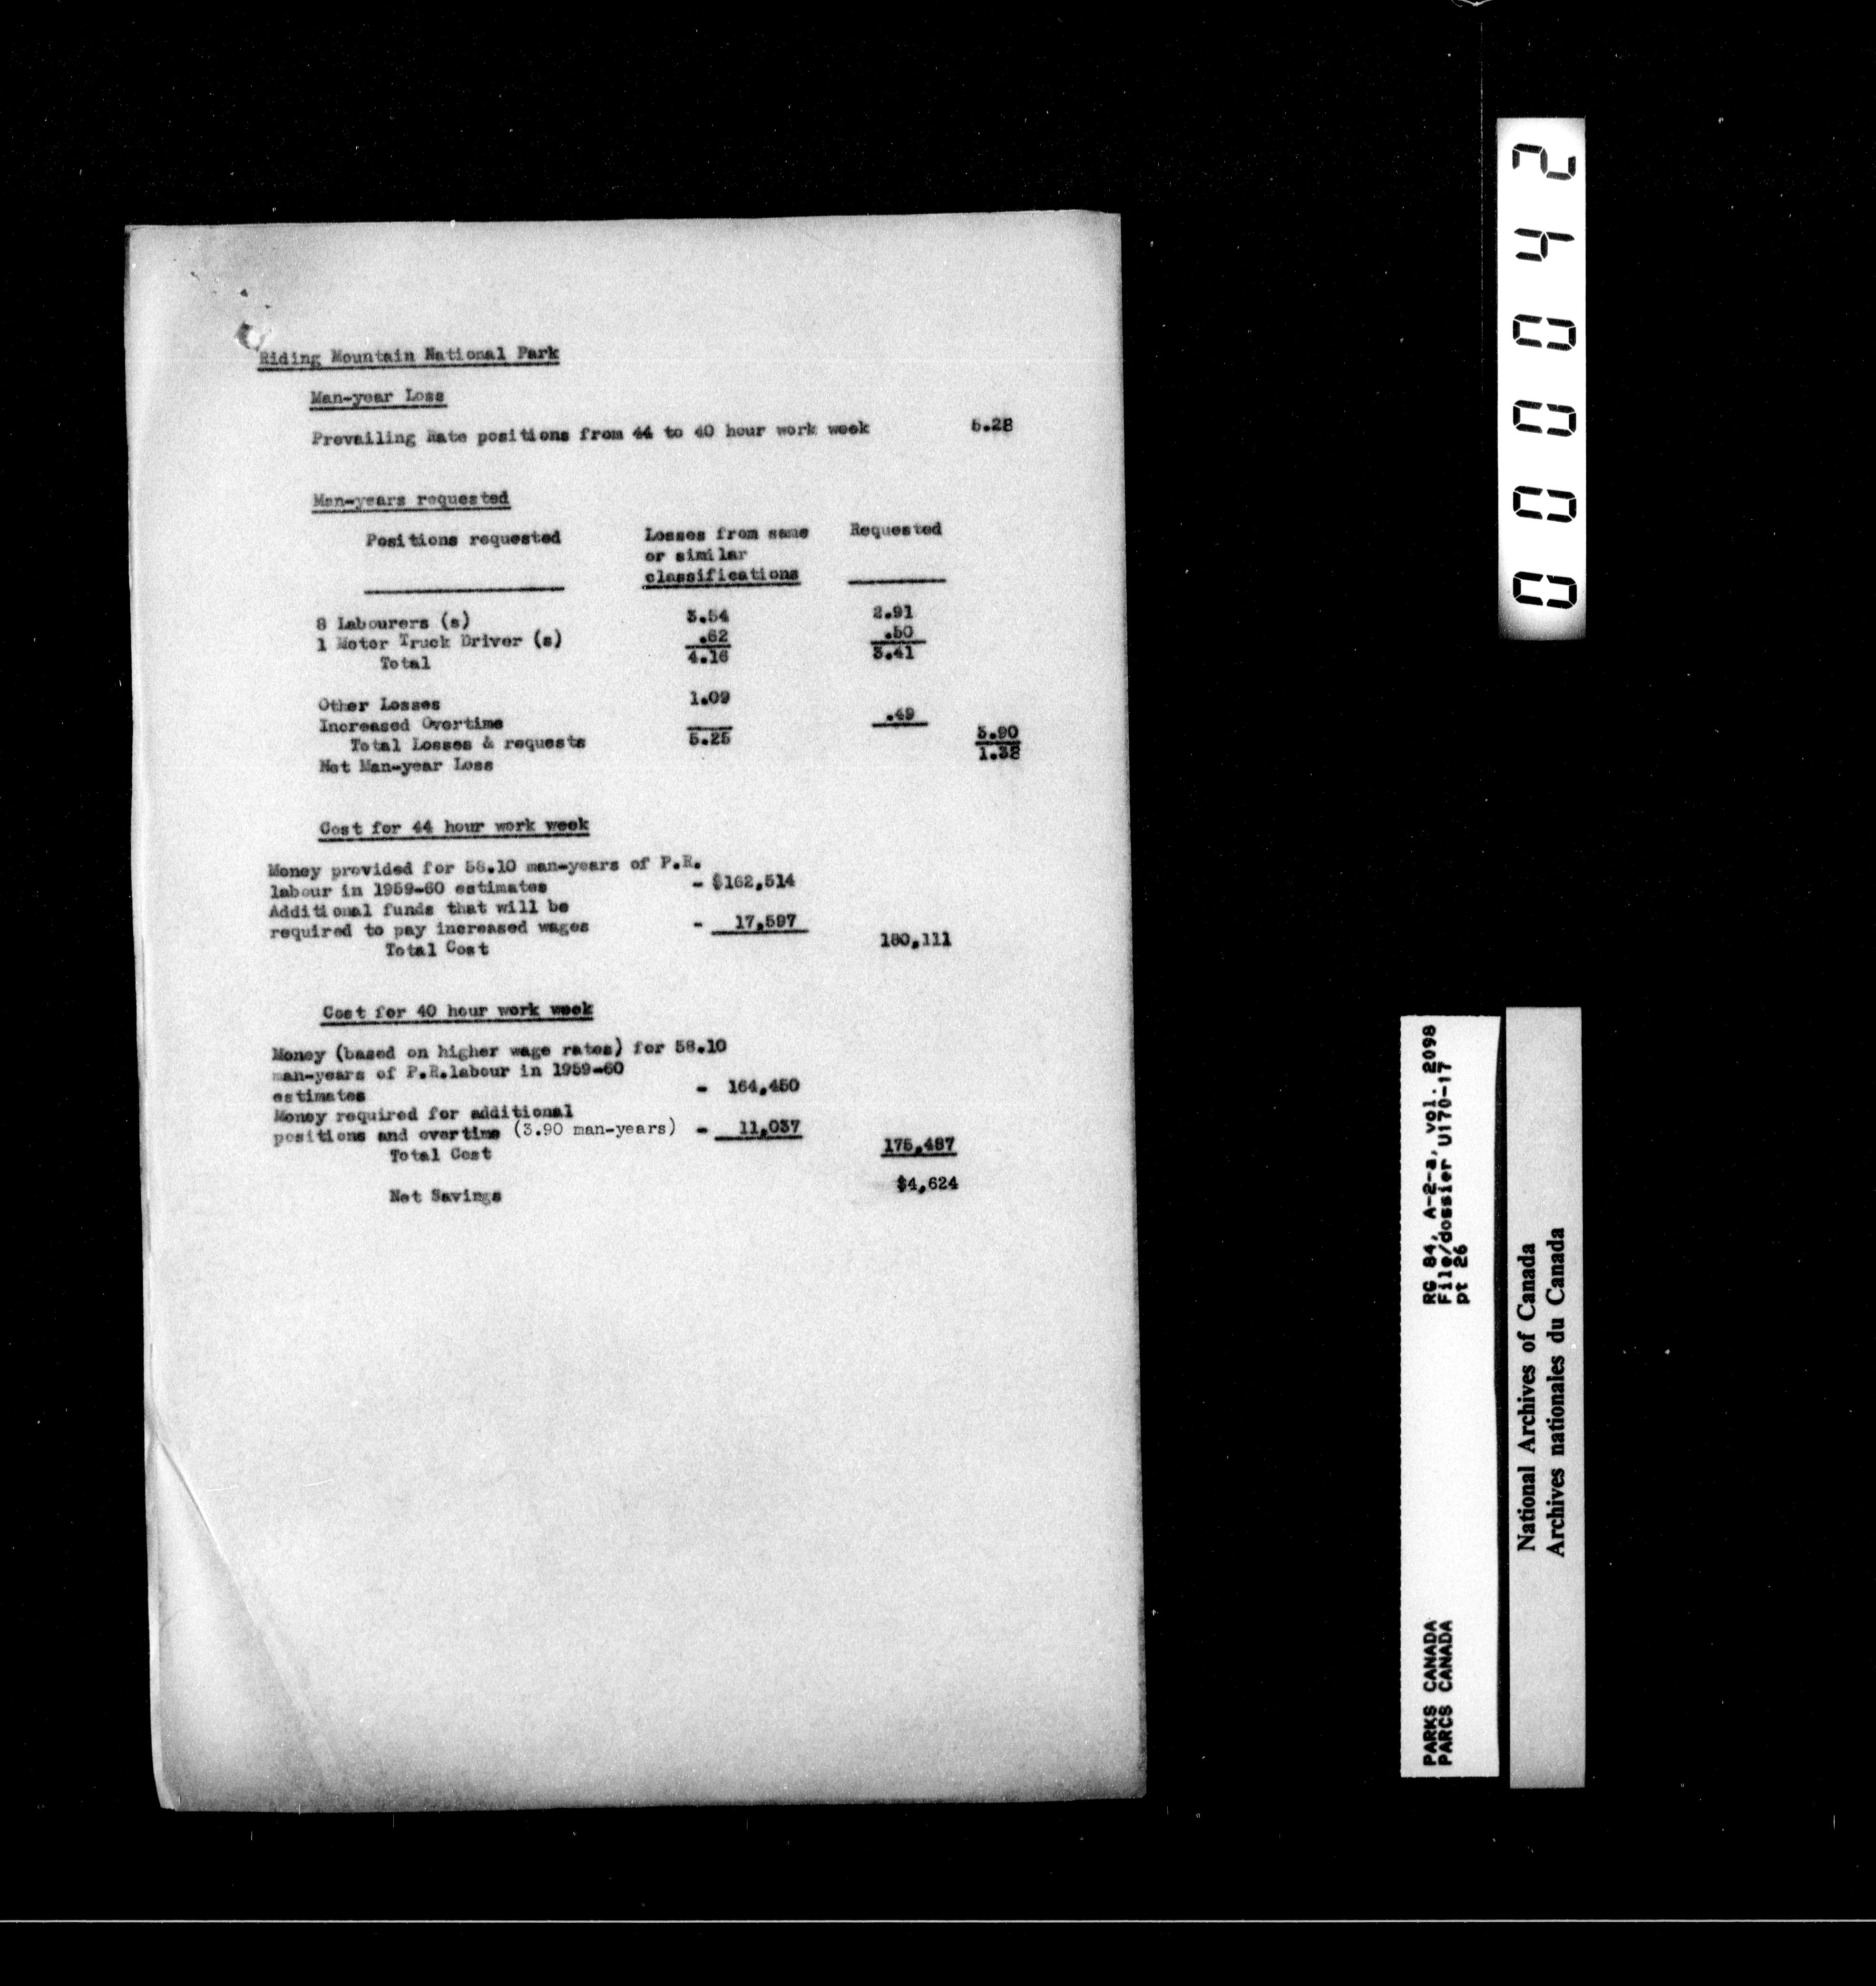 Riding Mountain National Park
Man-year Loss
Prevailing Rate positions from 44 to 40 hour work week 5.28
Man-years requested
Positions requested Losses from same Requested
or similar
classifications
8 Labourers (s) 3.54 2.91
1 Motor Truck Driver (s) .62 .50
Total 4.16 3.41
Other Losses 1.09
Increased Overtime .49
Total Losses & requests 5.25 3.90
Net Man-year Loss 1.38
Cost for 44 hour work week
Money provided for 58.10 man-years of P.R.
labour in 1959-60 estimates - $162,514
Additional funds that will be
required to pay increased wages - 17,597
Total Cost 180,111
Cost for 40 hour work week
Money (based on higher wage rates) for 58.10
man-years of P.R.labour in 1959-60
estimates - 164,450
Money required for additional
positions and overtime (3.90 man-years) - 11,037
Total Cost 175,487
Net Savings $4,624
000042
RG 84, A-2-a, vol. 2098
File/dossier U170-17
pt 26
PARKS CANADA
PARCS CANADA
National Archives of Canada
Archives nationales du Canada